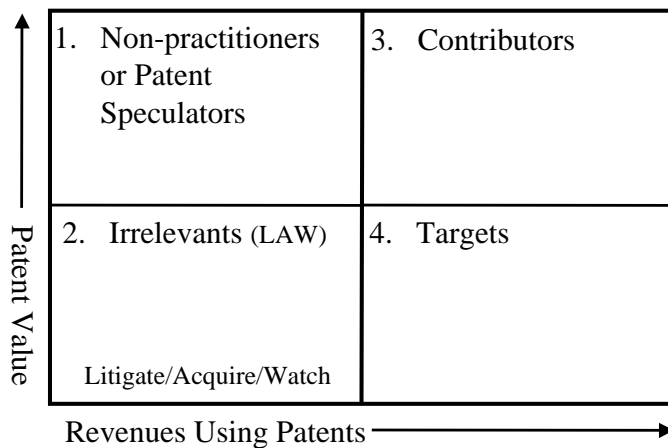 1. Non-practitioners
or Patent
Speculators
3. Contributors
2. Irrelevants (LAW)
Litigate/Acquire/Watch
4. Targets
Patent Value
Revenues Using Patents